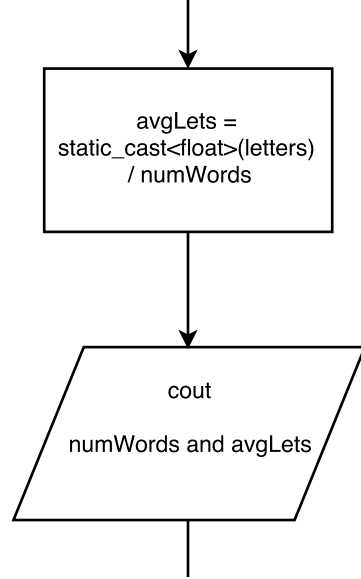 avgLets =
static_cast<float>(letters)
/ numWords
cout
numWords and avgLets